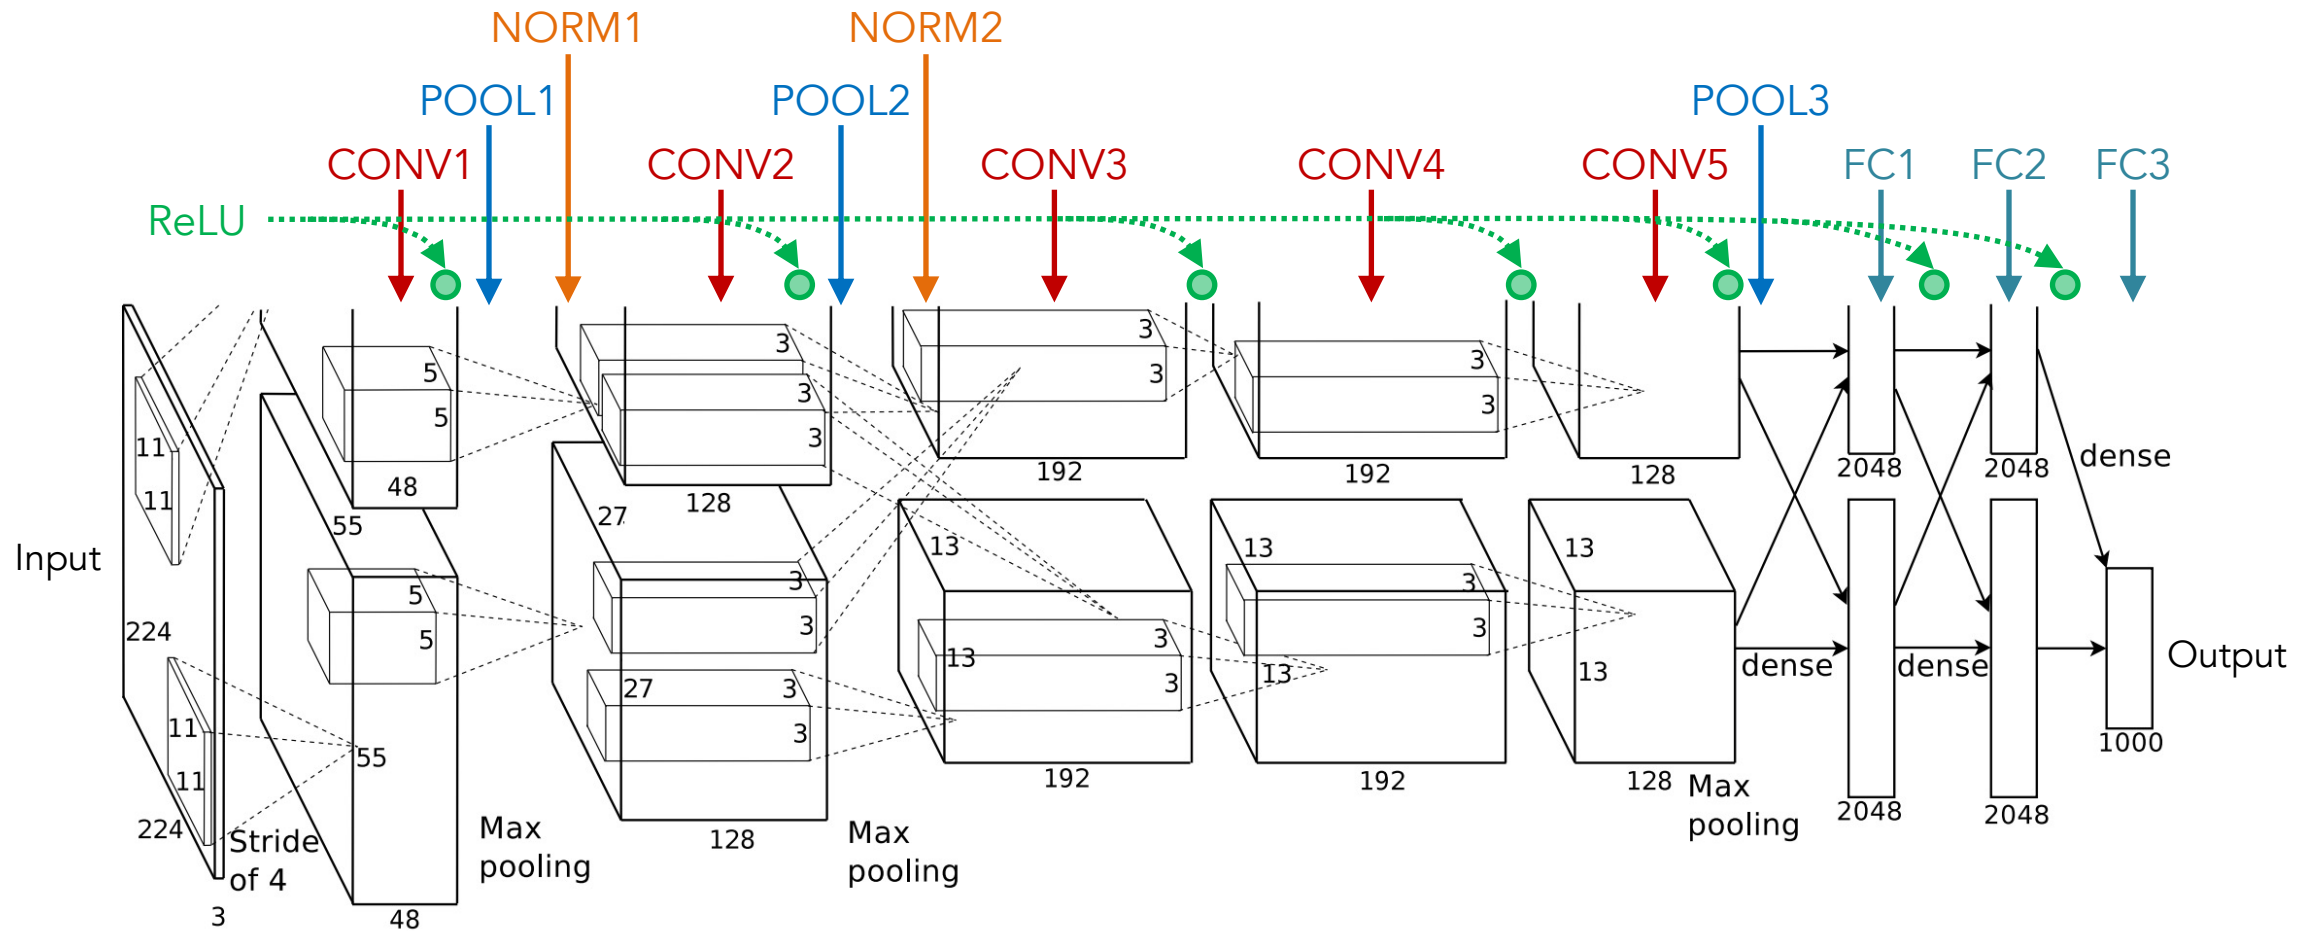 NORM1
NORM2
POOL1
POOL2
POOL3
CONV1
CONV2
CONV3
CONV4
CONV5
FC1
FC2
FC3
ReLU
Input
224
224
3
11
11
11
11
Stride
of 4
5
5
48
55
5
5
55
48
Max
pooling
3
3
3
3
128
27
3
3
27
3
3
128
Max
pooling
3
3
192
13
3
13
3
192
3
3
192
13
3
3
13
192
128
13
13
128
Max
pooling
dense
2048
2048
dense
2048
2048
dense
1000
Output